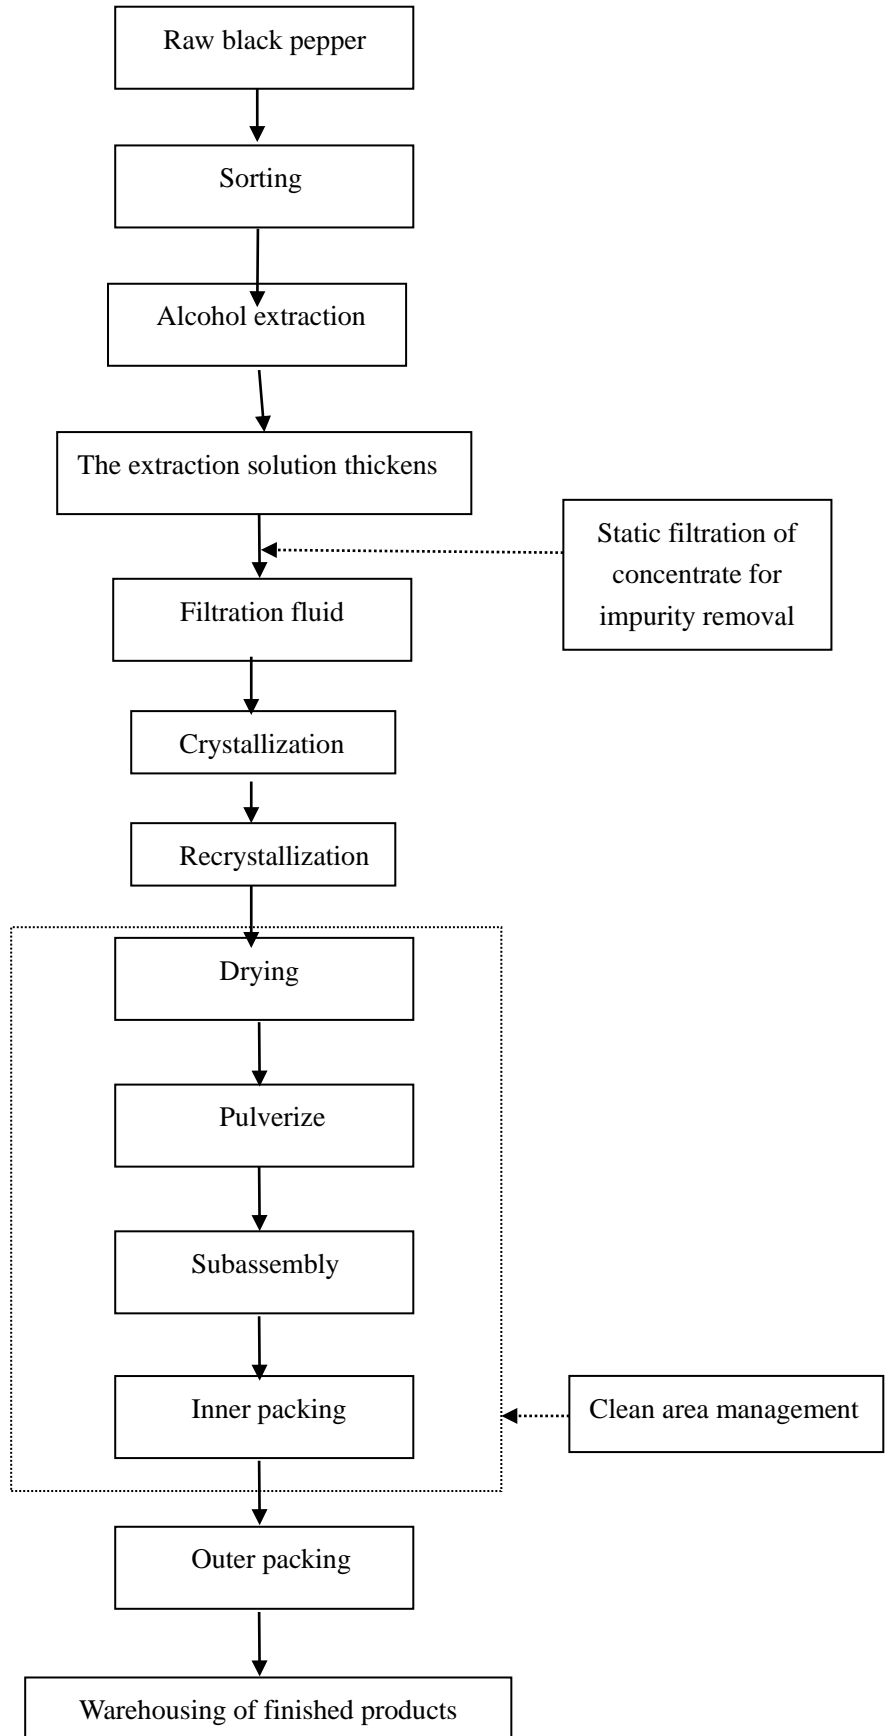 Raw black pepper
Sorting
Alcohol extraction
The extraction solution thickens
Static filtration of
concentrate for
impurity removal
Filtration fluid
Crystallization
Recrystallization
Drying
Pulverize
Subassembly
Inner packing
Clean area management
Outer packing
Warehousing of finished products